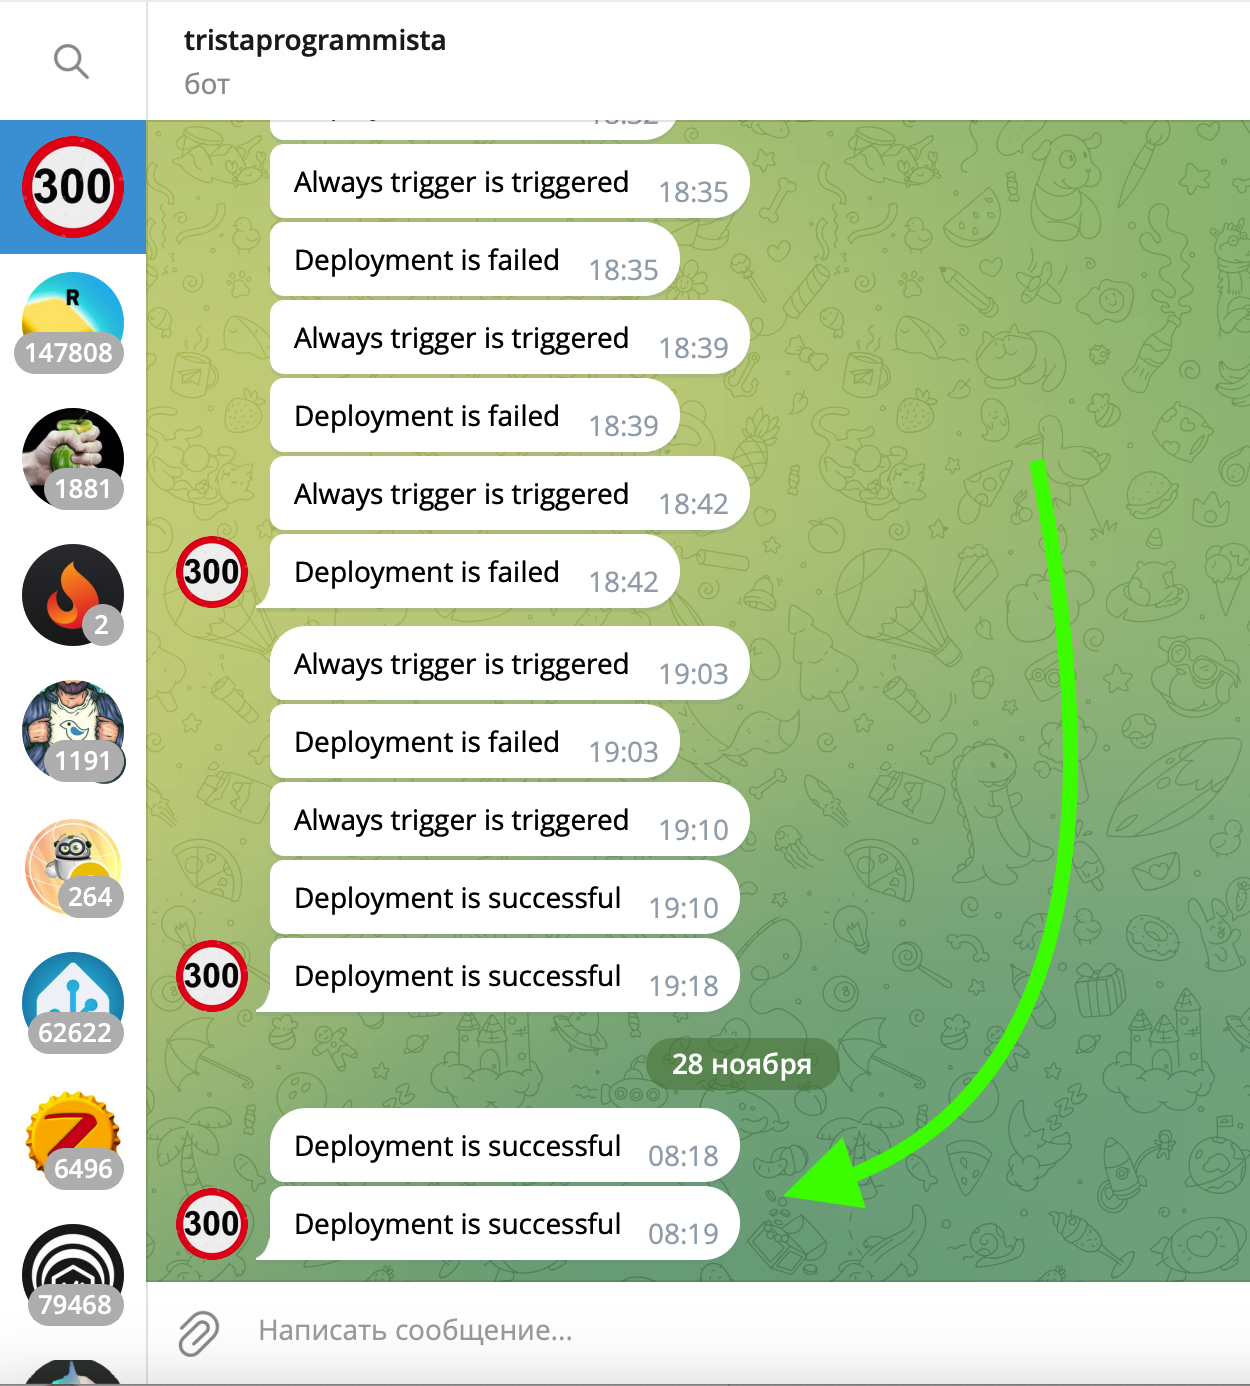 tristaprogrammista
бот
300
R
147808
1881
2
1191
264
62622
6496
79468
Always trigger is triggered 18:35
Deployment is failed 18:35
Always trigger is triggered 18:39
Deployment is failed 18:39
Always trigger is triggered 18:42
300 Deployment is failed 18:42
Always trigger is triggered 19:03
Deployment is failed 19:03
Always trigger is triggered 19:10
Deployment is successful 19:10
300 Deployment is successful 19:18
28 ноября
Deployment is successful 08:18
300 Deployment is successful 08:19
Написать сообщение...